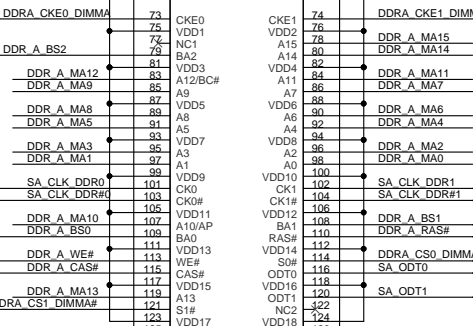 DDRA_CKE0_DIMMA 73 CKE0 CKE1 74 DDRA_CKE1_DIMM
75 VDD1 VDD2 76
77 NC1 A15 78 DDR_A_MA15
DDR_A_BS2 79 BA2 A14 80 DDR_A_MA14
81 VDD3 VDD4 82
DDR_A_MA12 83 A12/BC# A11 84 DDR_A_MA11
DDR_A_MA9 85 A9 A7 86 DDR_A_MA7
87 VDD5 VDD6 88
DDR_A_MA8 89 A8 A6 90 DDR_A_MA6
DDR_A_MA5 91 A5 A4 92 DDR_A_MA4
93 VDD7 VDD8 94
DDR_A_MA3 95 A3 A2 96 DDR_A_MA2
DDR_A_MA1 97 A1 A0 98 DDR_A_MA0
99 VDD9 VDD10 100
SA_CLK_DDR0 101 CK0 CK1 102 SA_CLK_DDR1
SA_CLK_DDR#0 103 CK0# CK1# 104 SA_CLK_DDR#1
105 VDD11 VDD12 106
DDR_A_MA10 107 A10/AP BA1 108 DDR_A_BS1
DDR_A_BS0 109 BA0 RAS# 110 DDR_A_RAS#
111 VDD13 VDD14 112
DDR_A_WE# 113 WE# S0# 114 DDRA_CS0_DIMMA
DDR_A_CAS# 115 CAS# ODT0 116 SA_ODT0
117 VDD15 VDD16 118
DDR_A_MA13 119 A13 ODT1 120 SA_ODT1
DRA_CS1_DIMMA# 121 S1# NC2 122
123 VDD17 VDD18 124